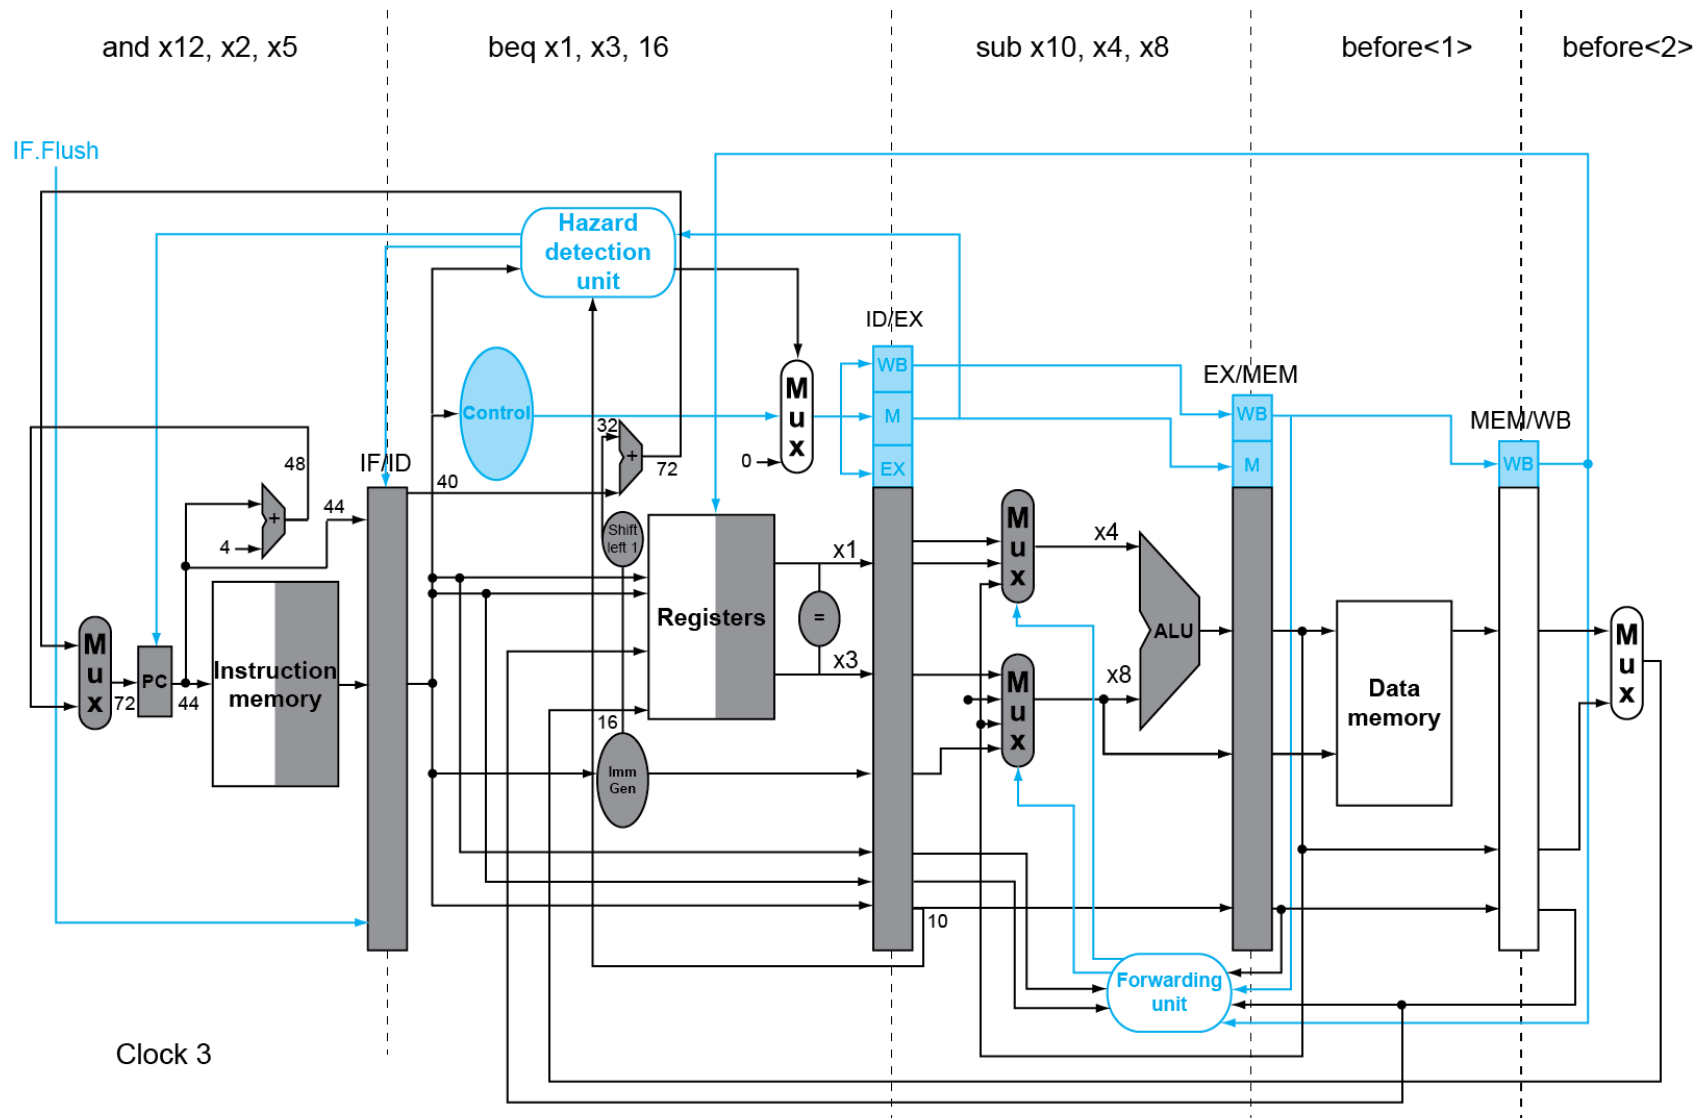 and x12, x2, x5
beq x1, x3, 16
sub x10, x4, x8
before<1>
before<2>
IF.Flush
Hazard
detection
unit
ID/EX
WB
M
EX
EX/MEM
WB
M
MEM/WB
WB
Control
M
u
x
0
32
+
72
48
IF/ID
40
44
+
4
Shift
left 1
M
u
x
x4
x1
Registers
=
x3
ALU
M
u
x
72
PC
44
Instruction
memory
16
Imm
Gen
M
u
x
x8
Data
memory
M
u
x
10
Forwarding
unit
Clock 3